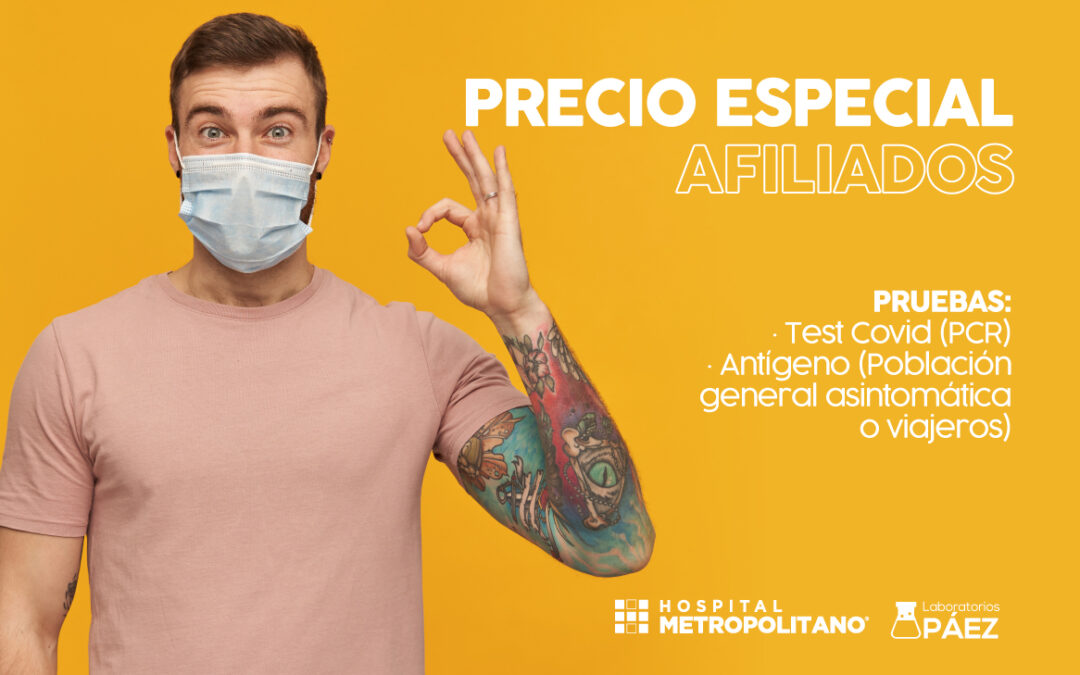 PRECIO ESPECIAL
AFILIADOS
PRUEBAS:
· Test Covid (PCR)
· Antígeno (Población
general asintomática
o viajeros)
HOSPITAL
METROPOLITANO®
Laboratorios
PÁEZ